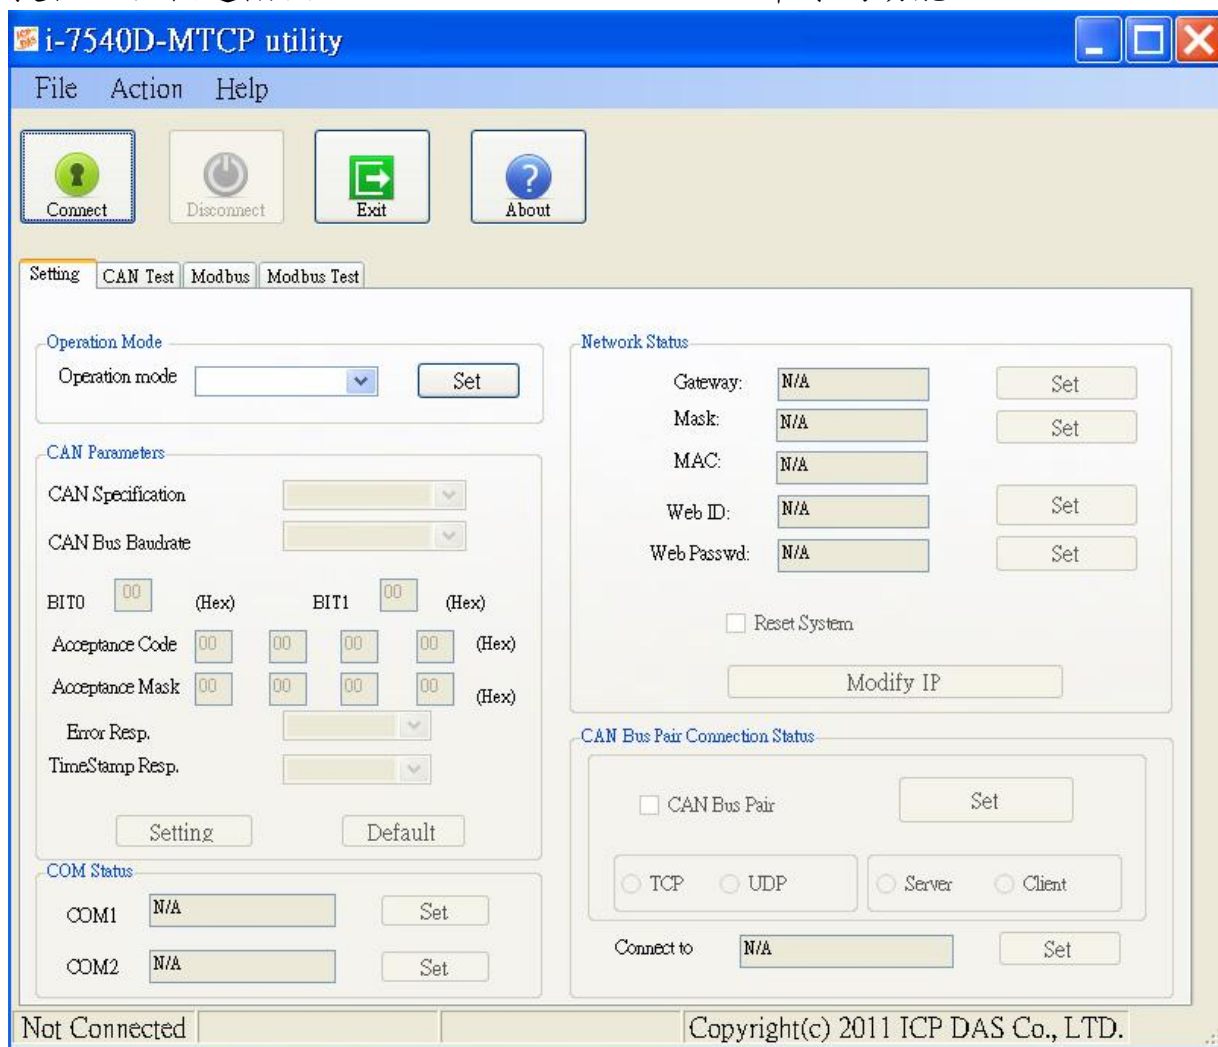 i-7540D-MTCP utility
File Action Help
Connect Disconnect Exit About
Setting CAN Test Modbus Modbus Test
Operation Mode
Operation mode Set
CAN Parameters
CAN Specification
CAN Bus Baudrate
BIT0 00 (Hex) BIT1 00 (Hex)
Acceptance Code 00 00 00 00 (Hex)
Acceptance Mask 00 00 00 00 (Hex)
Error Resp.
TimeStamp Resp.
Setting Default
COM Status
COM1 N/A Set
COM2 N/A Set
Network Status
Gateway: N/A Set
Mask: N/A Set
MAC: N/A
Web ID: N/A Set
Web Passwd: N/A Set
Reset System
Modify IP
CAN Bus Pair Connection Status
CAN Bus Pair Set
TCP UDP Server Client
Connect to N/A Set
Not Connected Copyright(c) 2011 ICP DAS Co., LTD.